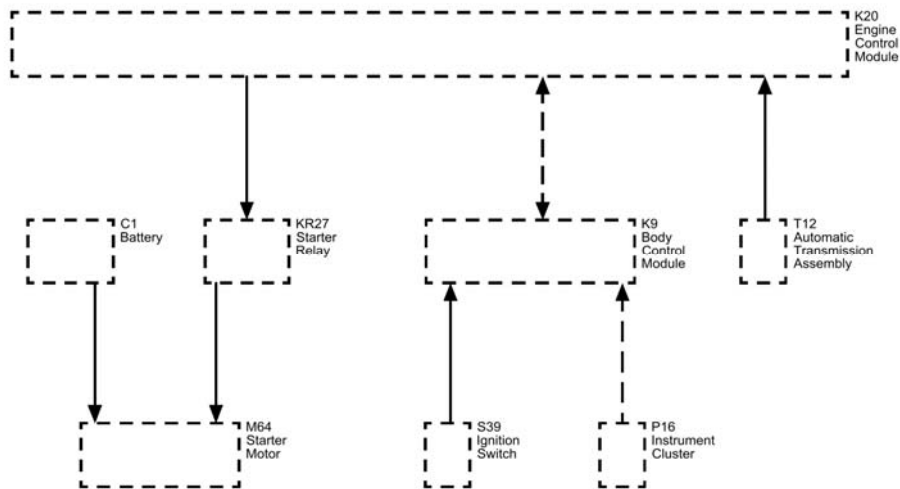 K20
Engine
Control
Module
C1
Battery
KR27
Starter
Relay
K9
Body
Control
Module
T12
Automatic
Transmission
Assembly
M64
Starter
Motor
S39
Ignition
Switch
P16
Instrument
Cluster